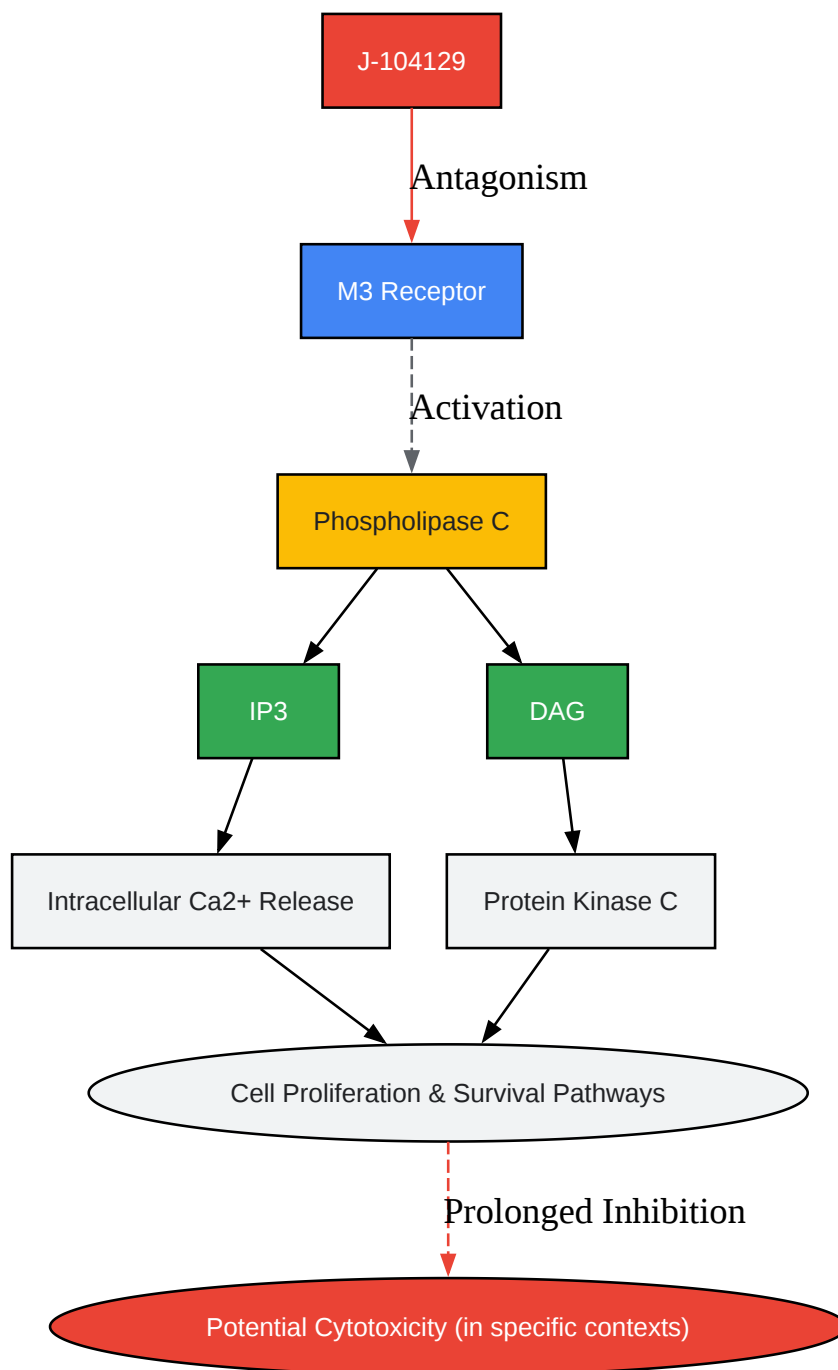 J-104129
Antagonism
M3 Receptor
Activation
Phospholipase C
IP3
DAG
Intracellular Ca2+ Release
Protein Kinase C
Cell Proliferation & Survival Pathways
Prolonged Inhibition
Potential Cytotoxicity (in specific contexts)